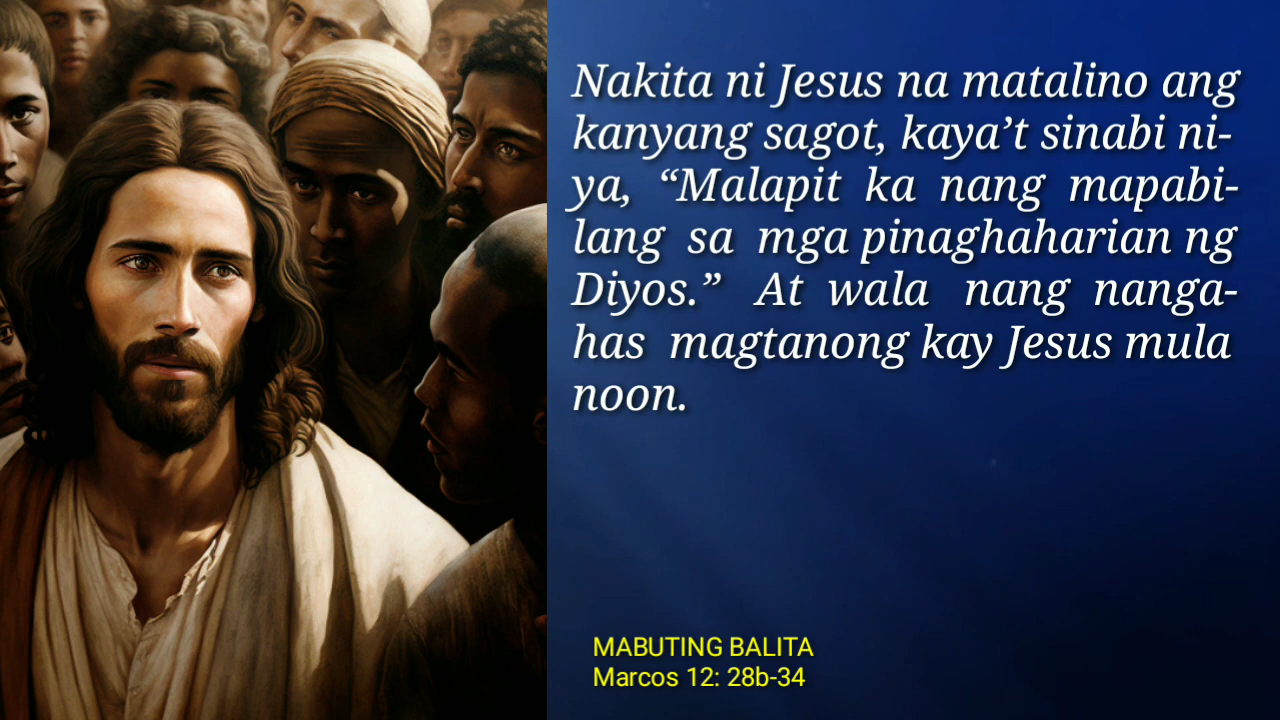 Nakita ni Jesus na matalino ang
kanyang sagot, kaya’t sinabi ni-
ya, “Malapit ka nang mapabi-
lang sa mga pinaghaharian ng
Diyos.” At wala nang nanga-
has magtanong kay Jesus mula
noon.
MABUTING BALITA
Marcos 12: 28b-34